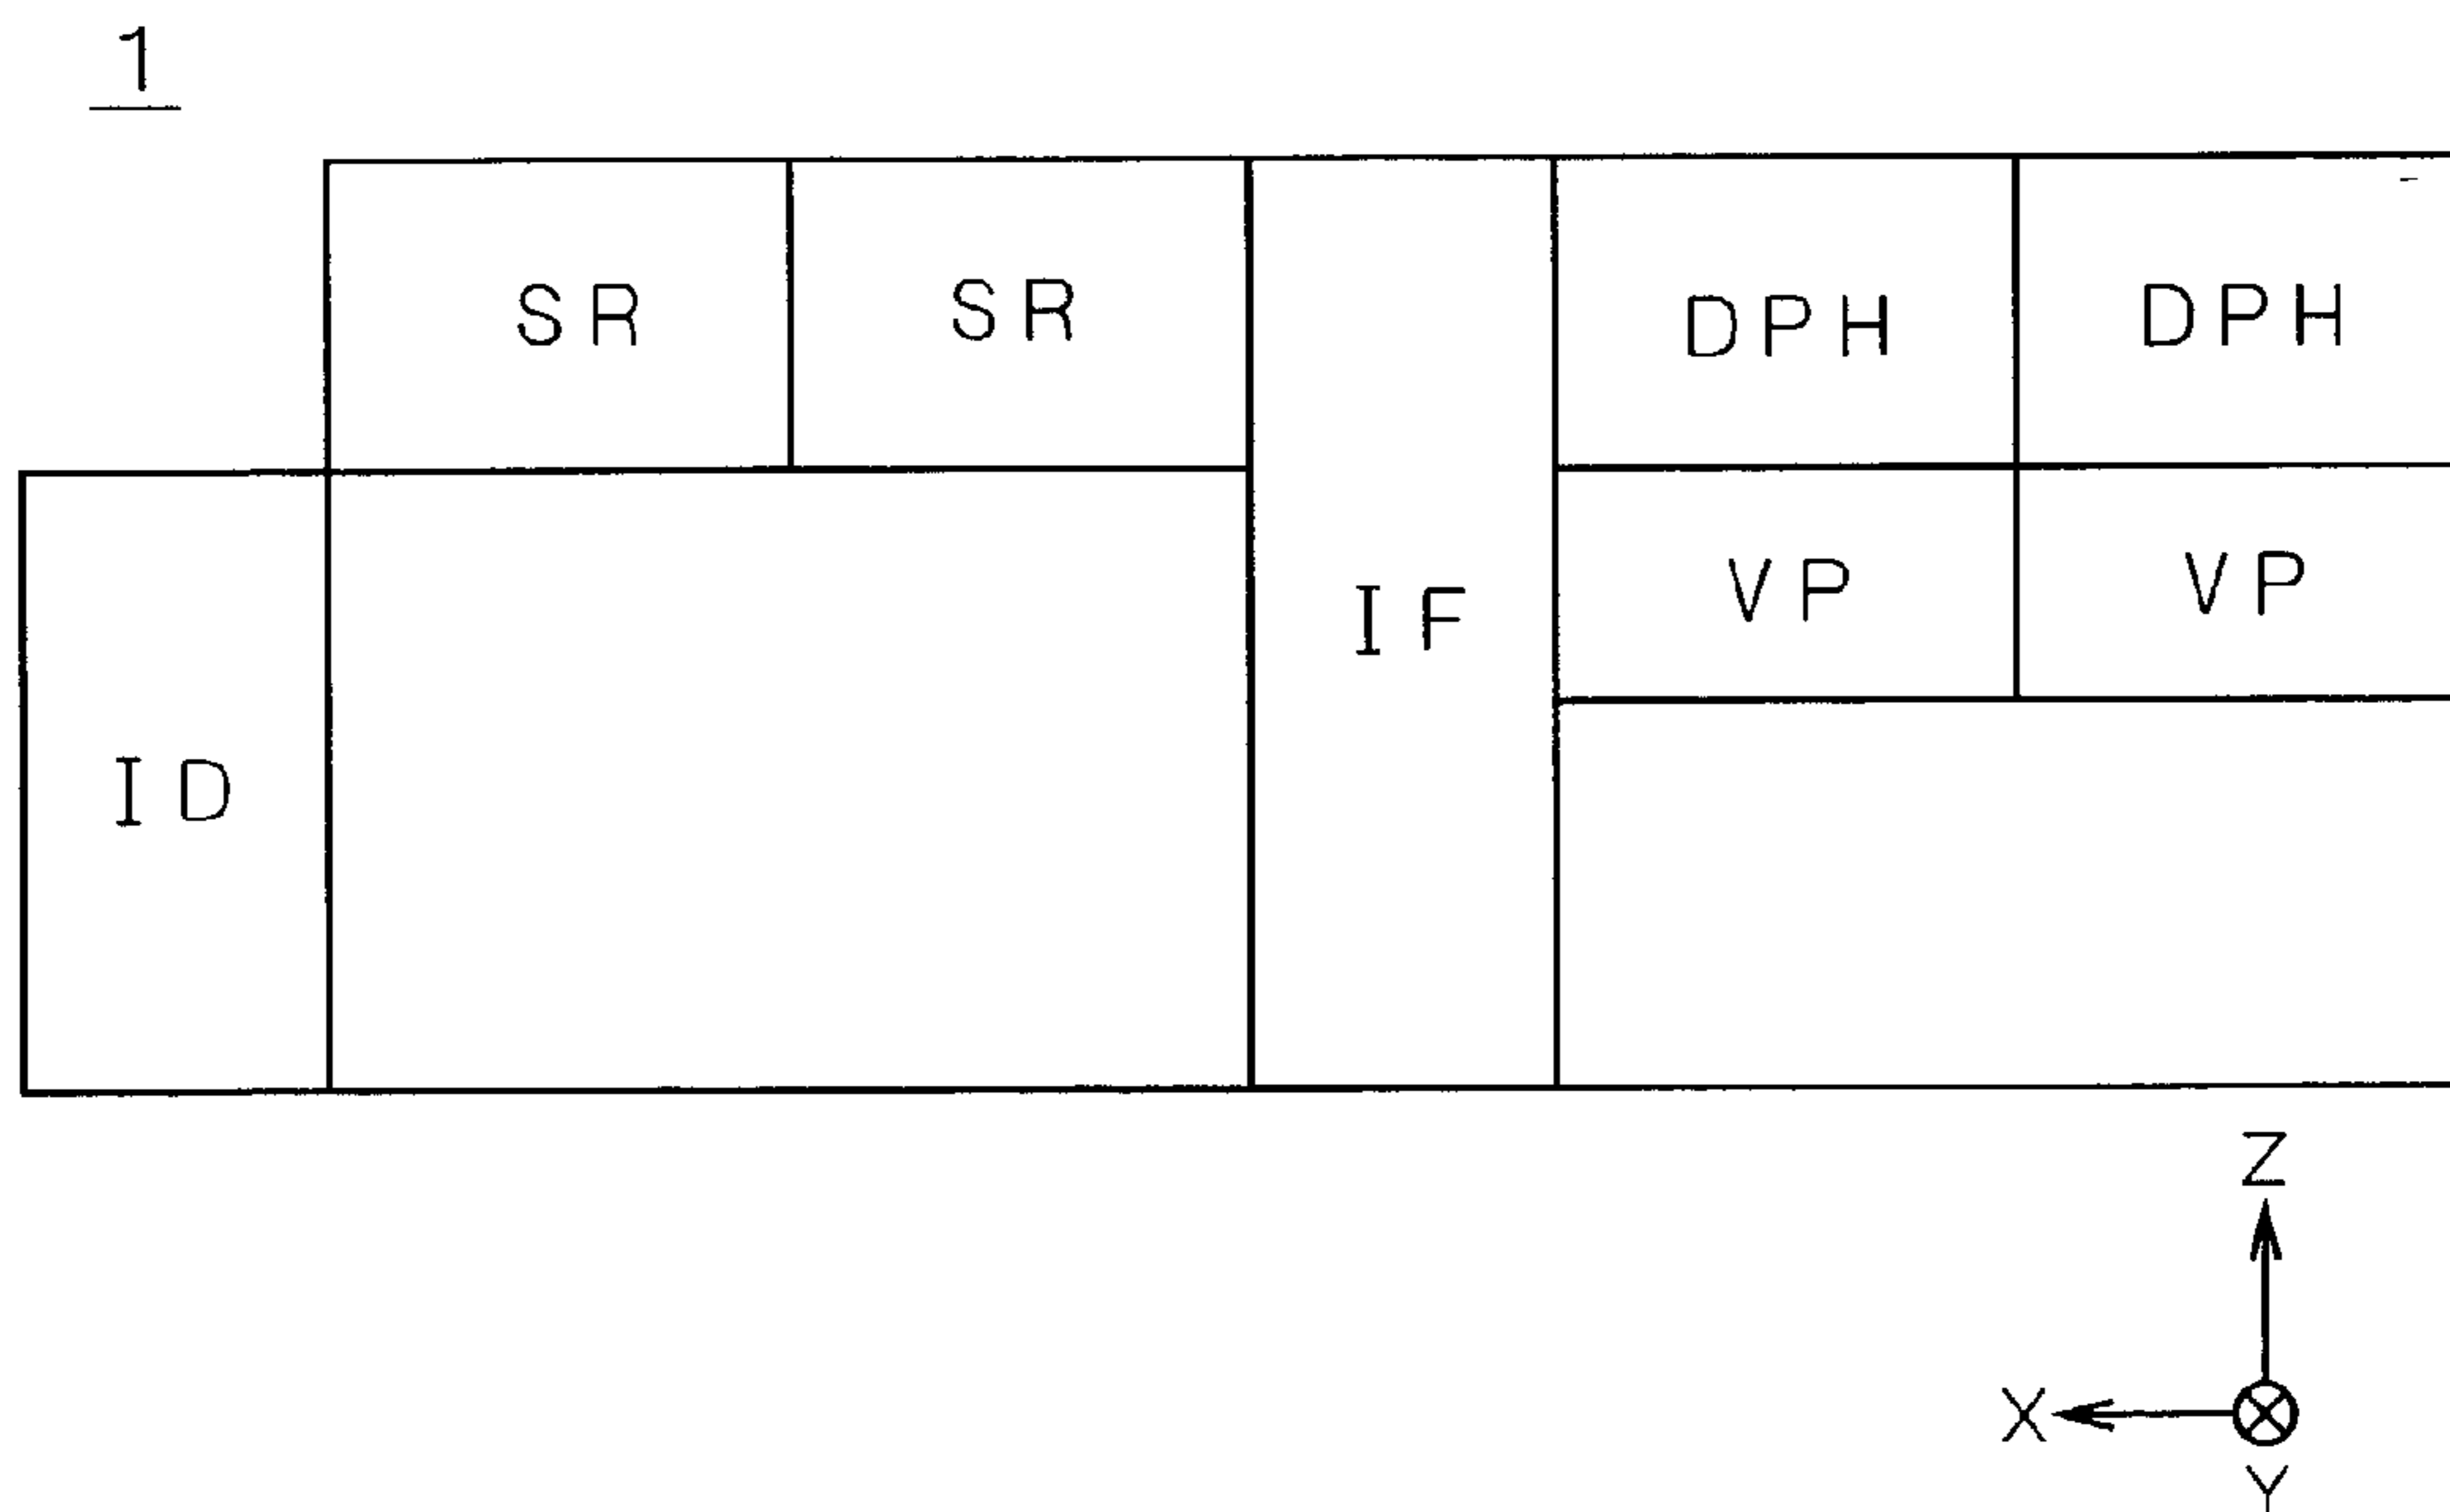 1
SR SR DPH DPH
IF VP VP
ID
Z
X
Y